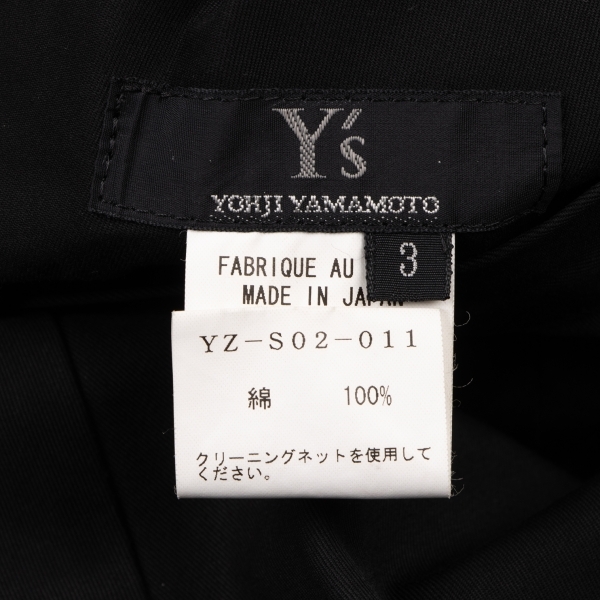 Y's
YOHJI YAMAMOTO
3
FABRIQUE AU
MADE IN JAPAN
YZ-S02-011
綿 100%
クリーニングネットを使用して
ください。